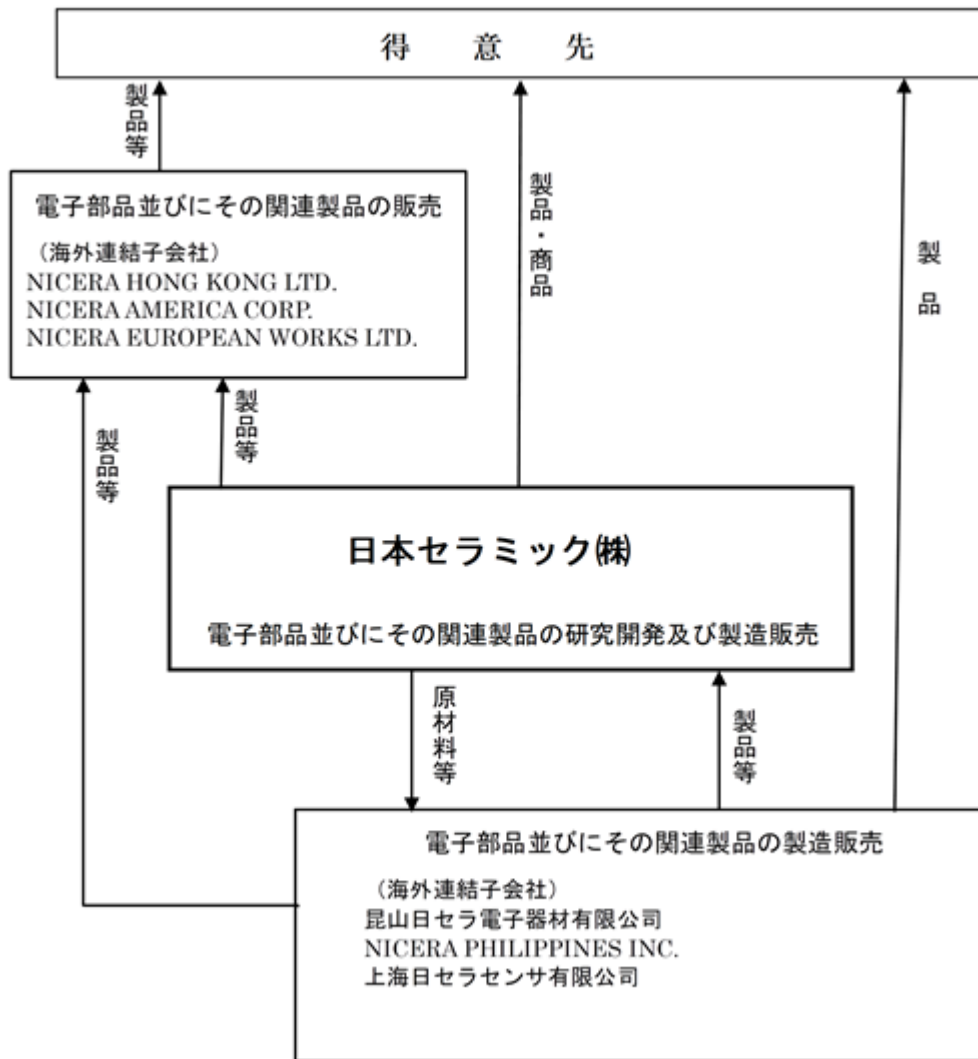 得 意 先
製品等
電子部品並びにその関連製品の販売
（海外連結子会社）
NICERA HONG KONG LTD.
NICERA AMERICA CORP.
NICERA EUROPEAN WORKS LTD.
製品・商品
製品
製品等
製品等
日本セラミック㈱
電子部品並びにその関連製品の研究開発及び製造販売
原材料等
製品等
電子部品並びにその関連製品の製造販売
（海外連結子会社）
昆山日セラ電子器材有限公司
NICERA PHILIPPINES INC.
上海日セラセンサ有限公司